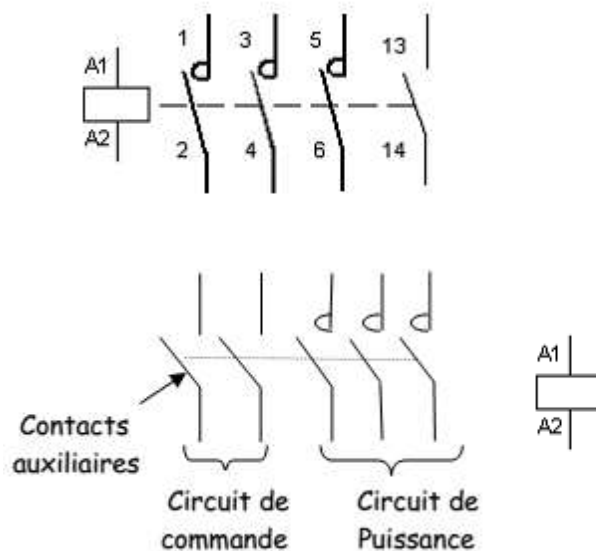 1 3 5 13
A1
A2
2 4 6 14
A1
A2
Contacts
auxiliaires
Circuit de
commande
Circuit de
Puissance